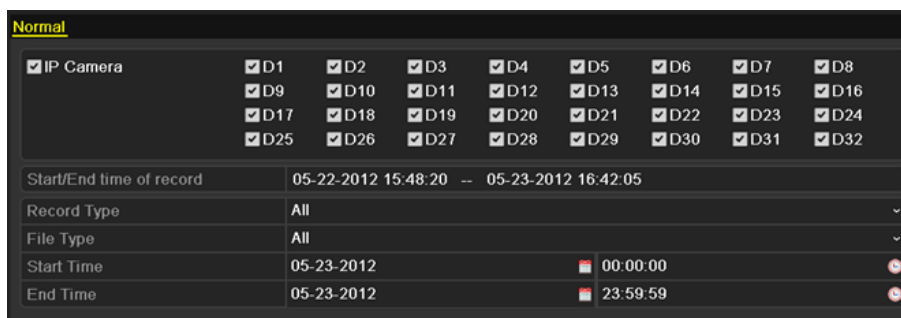 Normal
IP Camera D1 D2 D3 D4 D5 D6 D7 D8
D9 D10 D11 D12 D13 D14 D15 D16
D17 D18 D19 D20 D21 D22 D23 D24
D25 D26 D27 D28 D29 D30 D31 D32
Start/End time of record 05-22-2012 15:48:20 -- 05-23-2012 16:42:05
Record Type All
File Type All
Start Time 05-23-2012 00:00:00
End Time 05-23-2012 23:59:59